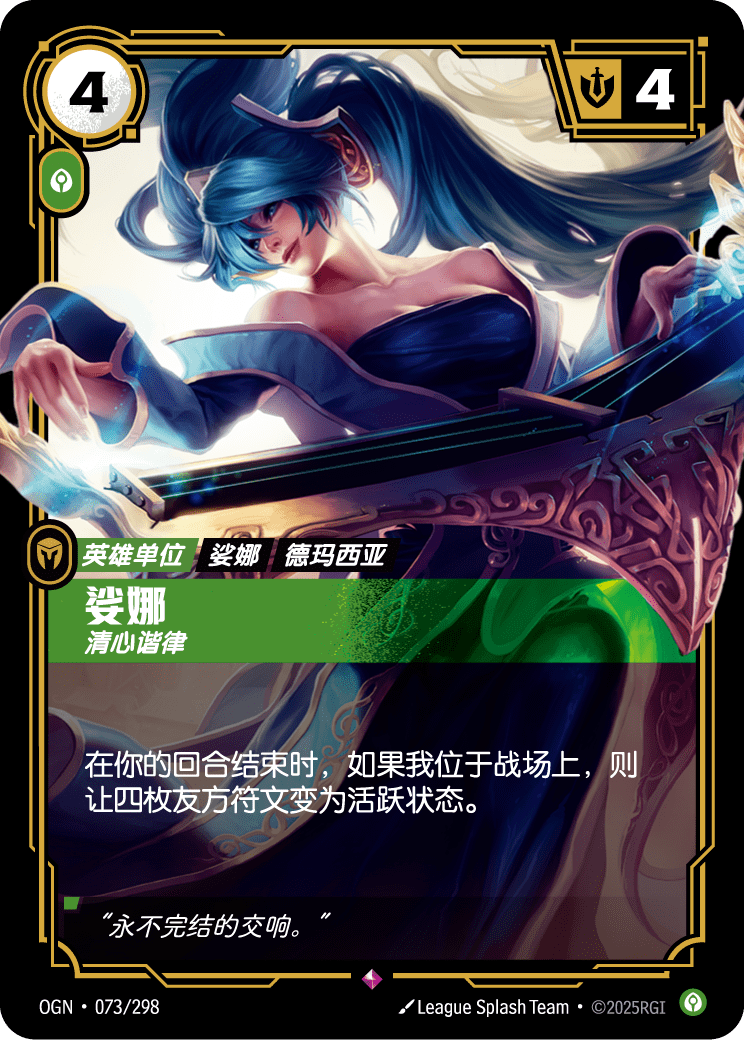 4
4
英雄单位 娑娜 德玛西亚
娑娜
清心谐律
在你的回合结束时，如果我位于战场上，则
让四枚友方符文变为活跃状态。
“永不完结的交响。”
OGN • 073/298 League Splash Team • ©2025RGI